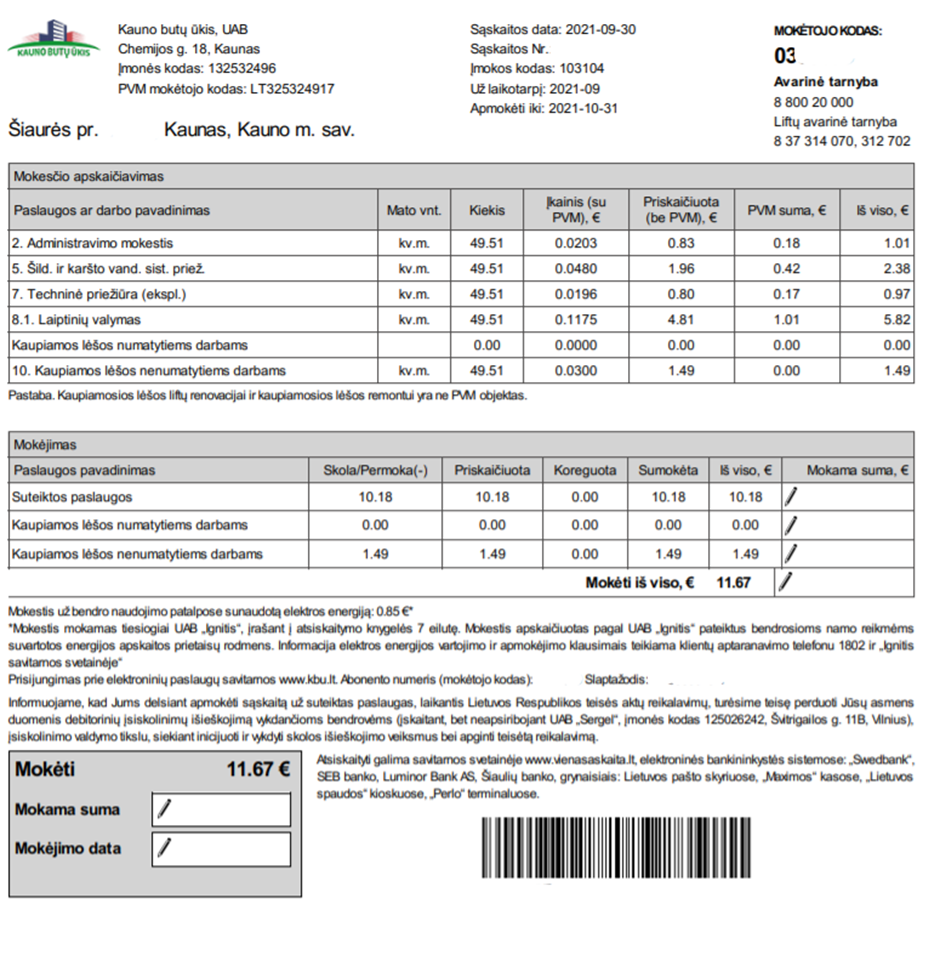 KAUNO BUTŲ ŪKIS
Kauno butų ūkis, UAB
Chemijos g. 18, Kaunas
Įmonės kodas: 132532496
PVM mokėtojo kodas: LT325324917
Sąskaitos data: 2021-09-30
Sąskaitos Nr.
Įmokos kodas: 103104
Už laikotarpį: 2021-09
Apmokėti iki: 2021-10-31
MOKĖTOJO KODAS:
03
Avarinė tarnyba
8 800 20 000
Liftų avarinė tarnyba
8 37 314 070, 312 702
Šiaurės pr. Kaunas, Kauno m. sav.
Mokesčio apskaičiavimas
Paslaugos ar darbo pavadinimas Mato vnt. Kiekis Įkainis (su PVM), € Priskaičiuota (be PVM), € PVM suma, € Iš viso, €
2. Administravimo mokestis kv.m. 49.51 0.0203 0.83 0.18 1.01
5. Šild. ir karšto vand. sist. priež. kv.m. 49.51 0.0480 1.96 0.42 2.38
7. Techninė priežiūra (ekspl.) kv.m. 49.51 0.0196 0.80 0.17 0.97
8.1. Laiptinių valymas kv.m. 49.51 0.1175 4.81 1.01 5.82
Kaupiamos lėšos numatytiems darbams 0.00 0.0000 0.00 0.00 0.00
10. Kaupiamos lėšos nenumatytiems darbams kv.m. 49.51 0.0300 1.49 0.00 1.49
Pastaba. Kaupiamosios lėšos liftų renovacijai ir kaupiamosios lėšos remontui yra ne PVM objektas.
Mokėjimas
Paslaugos pavadinimas Skola/Permoka(-) Priskaičiuota Koreguota Sumokėta Iš viso, € Mokama suma, €
Suteiktos paslaugos 10.18 10.18 0.00 10.18 10.18
Kaupiamos lėšos numatytiems darbams 0.00 0.00 0.00 0.00 0.00
Kaupiamos lėšos nenumatytiems darbams 1.49 1.49 0.00 1.49 1.49
Mokėti iš viso, € 11.67
Mokestis už bendro naudojimo patalpose sunaudotą elektros energiją: 0.85 €*
*Mokestis mokamas tiesiogiai UAB „Ignitis“, įrašant į atsiskaitymo knygelės 7 eilutę. Mokestis apskaičiuotas pagal UAB „Ignitis“ pateiktus bendrosioms namo reikmėms
suvartotos energijos apskaitos prietaisų rodmens. Informacija elektros energijos vartojimo ir apmokėjimo klausimais teikiama klientų aptaranavimo telefonu 1802 ir „Ignitis
savitarnos svetainėje“
Prisijungimas prie elektroninių paslaugų savitarnos www.kbu.lt. Abonento numeris (mokėtojo kodas): Slaptažodis:
Informuojame, kad Jums delsiant apmokėti sąskaitą už suteiktas paslaugas, laikantis Lietuvos Respublikos teisės aktų reikalavimų, turėsime teisę perduoti Jūsų asmens
duomenis debitorinių įsiskolinimų išieškojimą vykdančioms bendrovėms (įskaitant, bet neapsiribojant UAB „Sergel“, įmonės kodas 125026242, Švitrigailos g. 11B, Vilnius),
įsiskolinimo valdymo tikslu, siekiant inicijuoti ir vykdyti skolos išieškojimo veiksmus bei apginti teisėtą reikalavimą.
Mokėti 11.67 €
Mokama suma
Mokėjimo data
Atsiskaityti galima savitarnos svetainėje www.vienasaskaita.lt, elektroninės bankininkystės sistemose: „Swedbank“,
SEB banko, Luminor Bank AS, Šiaulių banko, grynaisiais: Lietuvos pašto skyriuose, „Maximos“ kasose, „Lietuvos
spaudos“ kioskuose, „Perlo“ terminaluose.